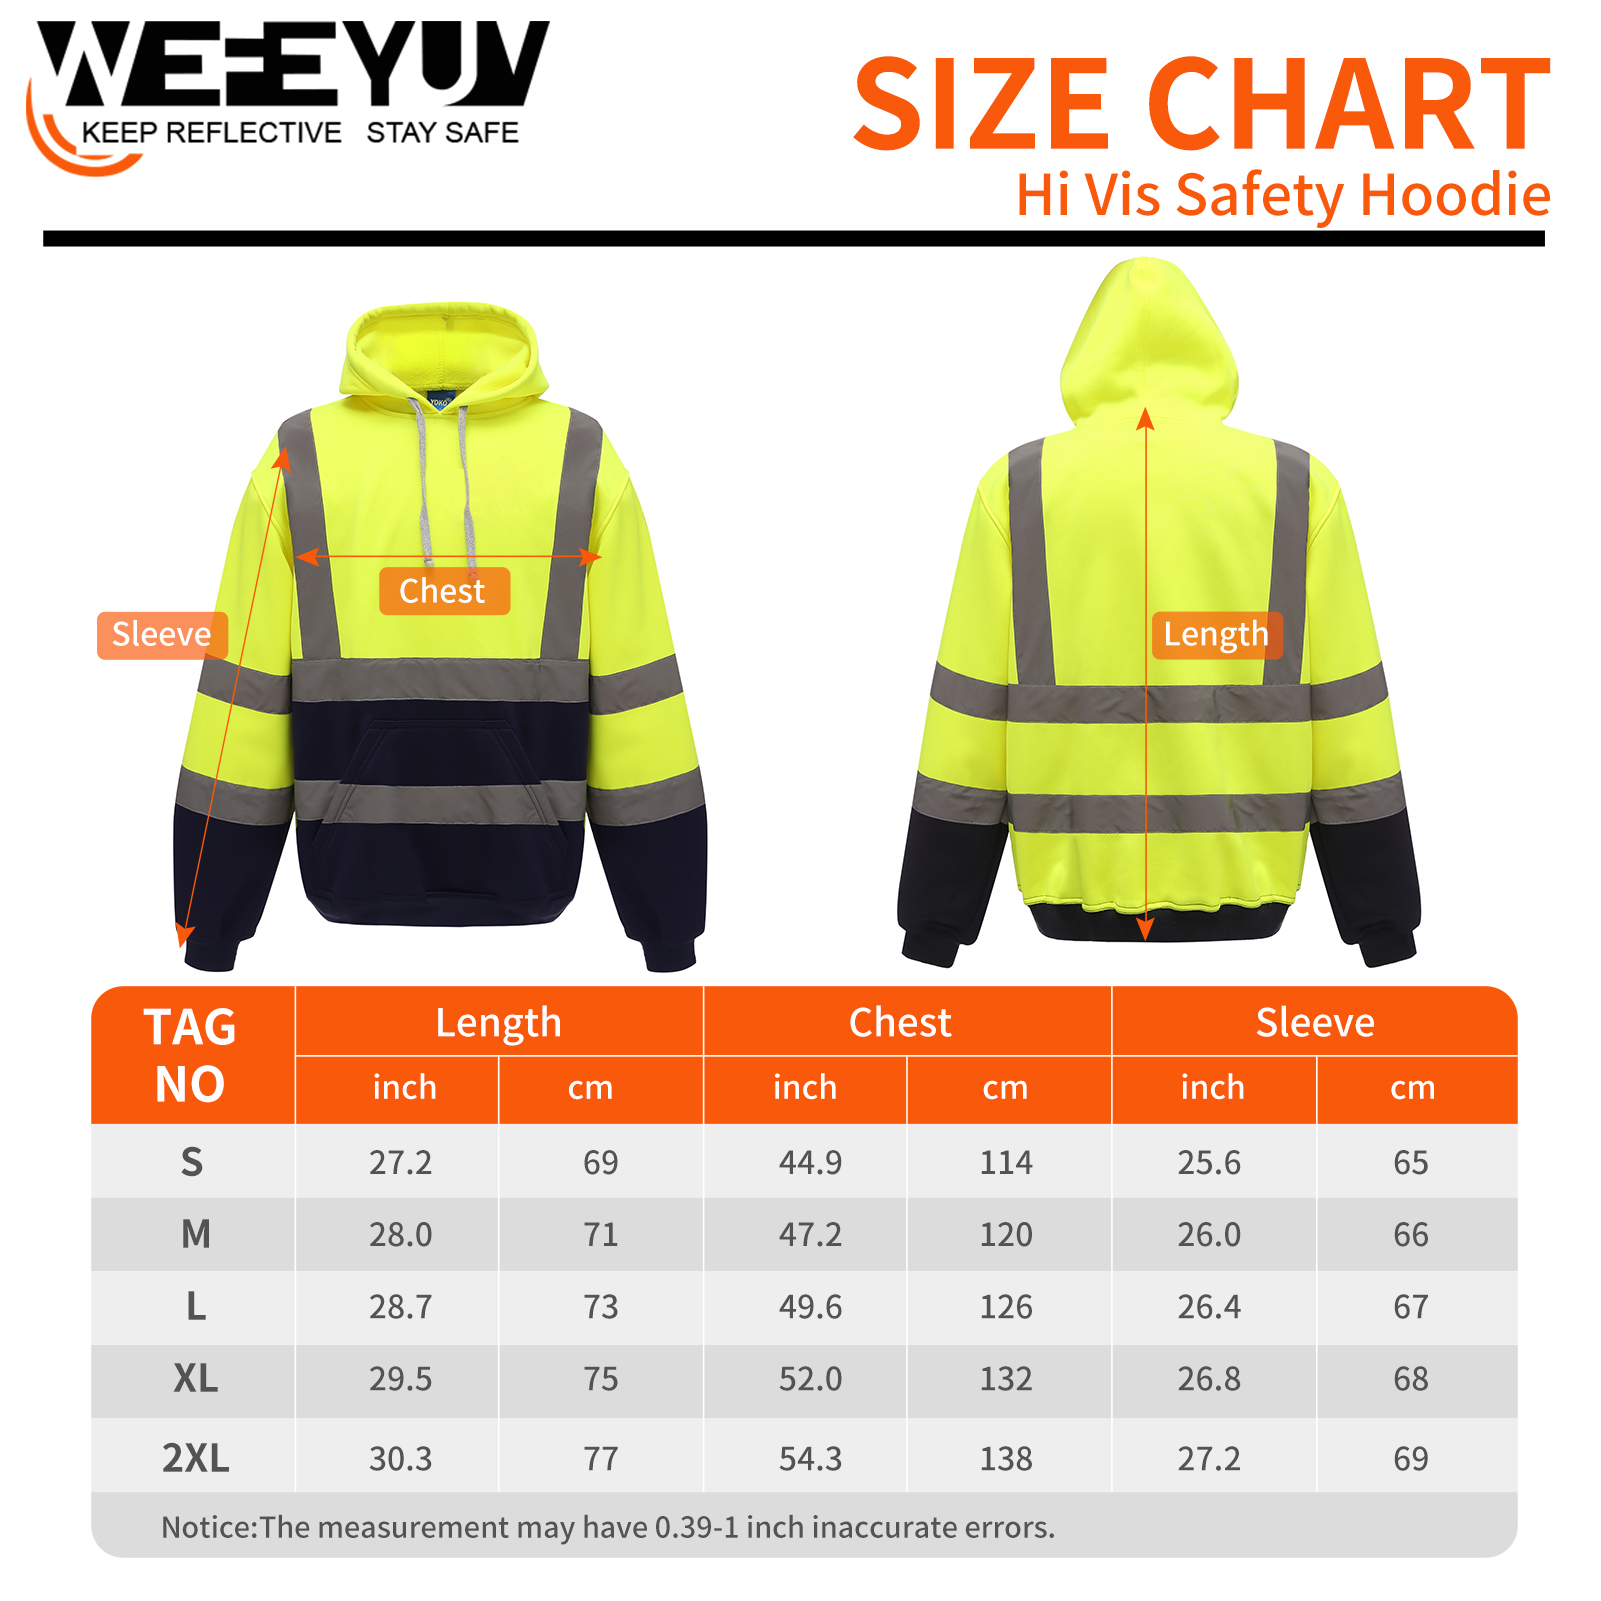 WEFEYUV
KEEP REFLECTIVE STAY SAFE
SIZE CHART
Hi Vis Safety Hoodie
YOKO
Chest
Sleeve
Length
TAG NO Length Chest Sleeve
inch cm inch cm inch cm
S 27.2 69 44.9 114 25.6 65
M 28.0 71 47.2 120 26.0 66
L 28.7 73 49.6 126 26.4 67
XL 29.5 75 52.0 132 26.8 68
2XL 30.3 77 54.3 138 27.2 69
Notice:The measurement may have 0.39-1 inch inaccurate errors.